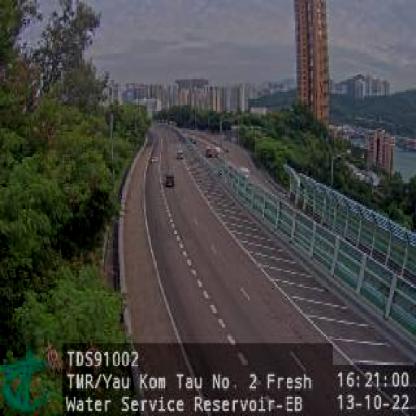 TDS91002
TMR/Yau Kom Tau No. 2 Fresh 16:21:00
Water Service Reservoir-EB 13-10-22